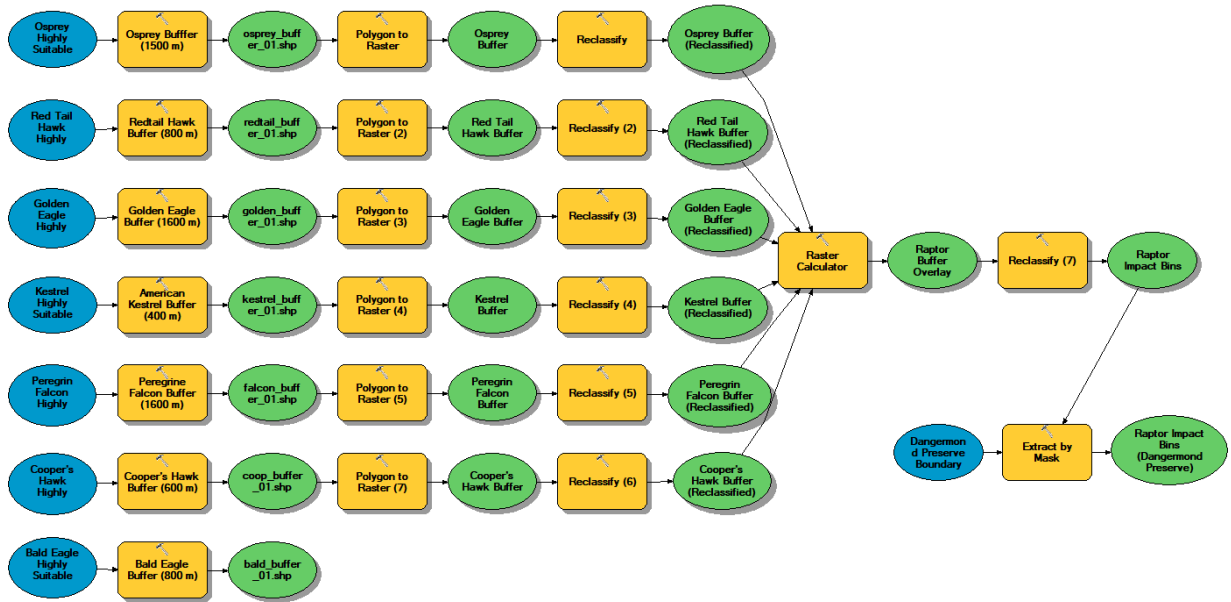 Osprey
Highly
Suitable
Osprey Bufffer
(1500 m)
osprey_buff
er_01.shp
Polygon to
Raster
Osprey
Buffer
Reclassify
Osprey Buffer
(Reclassified)
Red Tail
Hawk
Highly
Redtail Hawk
Buffer (800 m)
redtail_buff
er_01.shp
Polygon to
Raster (2)
Red Tail
Hawk Buffer
Reclassify (2)
Red Tail
Hawk Buffer
(Reclassified)
Golden
Eagle
Highly
Golden Eagle
Buffer (1600 m)
golden_buff
er_01.shp
Polygon to
Raster (3)
Golden
Eagle Buffer
Reclassify (3)
Golden Eagle
Buffer
(Reclassified)
Raster
Calculator
Raptor
Buffer
Overlay
Reclassify (7)
Raptor
Impact Bins
Kestrel
Highly
Suitable
American
Kestrel Buffer
(400 m)
kestrel_buff
er_01.shp
Polygon to
Raster (4)
Kestrel
Buffer
Reclassify (4)
Kestrel Buffer
(Reclassified)
Peregrin
Falcon
Highly
Peregrine
Falcon Buffer
(1600 m)
falcon_buff
er_01.shp
Polygon to
Raster (5)
Peregrin
Falcon
Buffer
Reclassify (5)
Peregrin
Falcon Buffer
(Reclassified)
Dangermon
d Preserve
Boundary
Extract by
Mask
Raptor Impact
Bins
(Dangermond
Preserve)
Cooper's
Hawk
Highly
Cooper's Hawk
Buffer (600 m)
coop_buffer
_01.shp
Polygon to
Raster (7)
Cooper's
Hawk Buffer
Reclassify (6)
Cooper's
Hawk Buffer
(Reclassified)
Bald Eagle
Highly
Suitable
Bald Eagle
Buffer (800 m)
bald_buffer
_01.shp